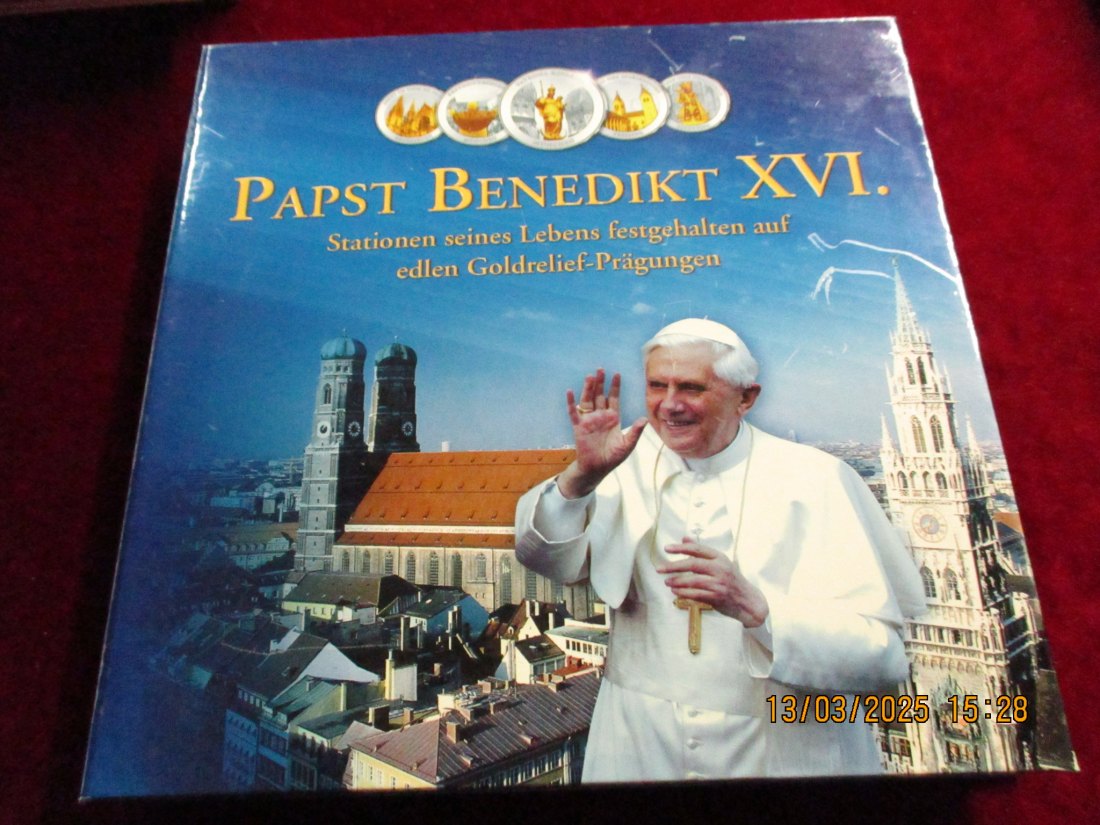 PAPST BENEDIKT XVI.
Stationen seines Lebens festgehalten auf
edlen Goldrelief-Prägungen
13/03/2025 15:28